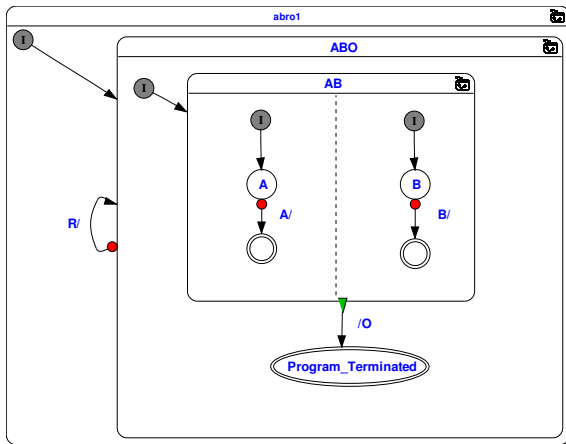 abro1
I
ABO
I
AB
I
I
A
B
A/
B/
R/
/O
Program_Terminated